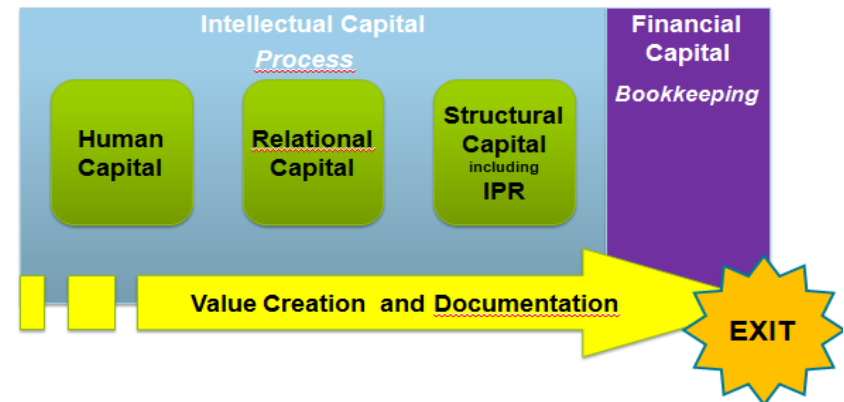 Intellectual Capital
Process
Financial
Capital
Bookkeeping
Human
Capital
Relational
Capital
Structural
Capital
including
IPR
Value Creation and Documentation
EXIT